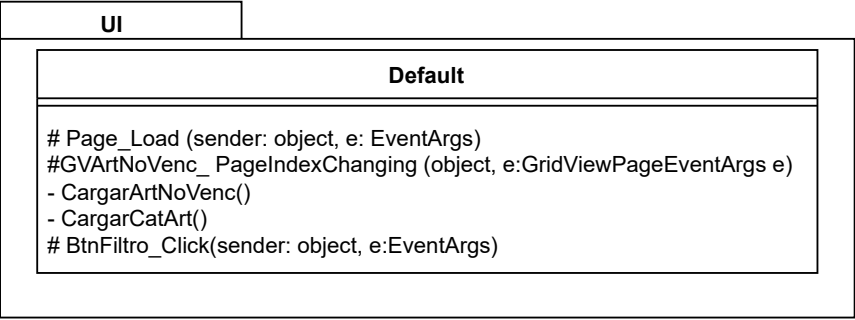 UI
Default
# Page_Load (sender: object, e: EventArgs)
#GVArtNoVenc_ PageIndexChanging (object, e:GridViewPageEventArgs e)
- CargarArtNoVenc()
- CargarCatArt()
# BtnFiltro_Click(sender: object, e:EventArgs)